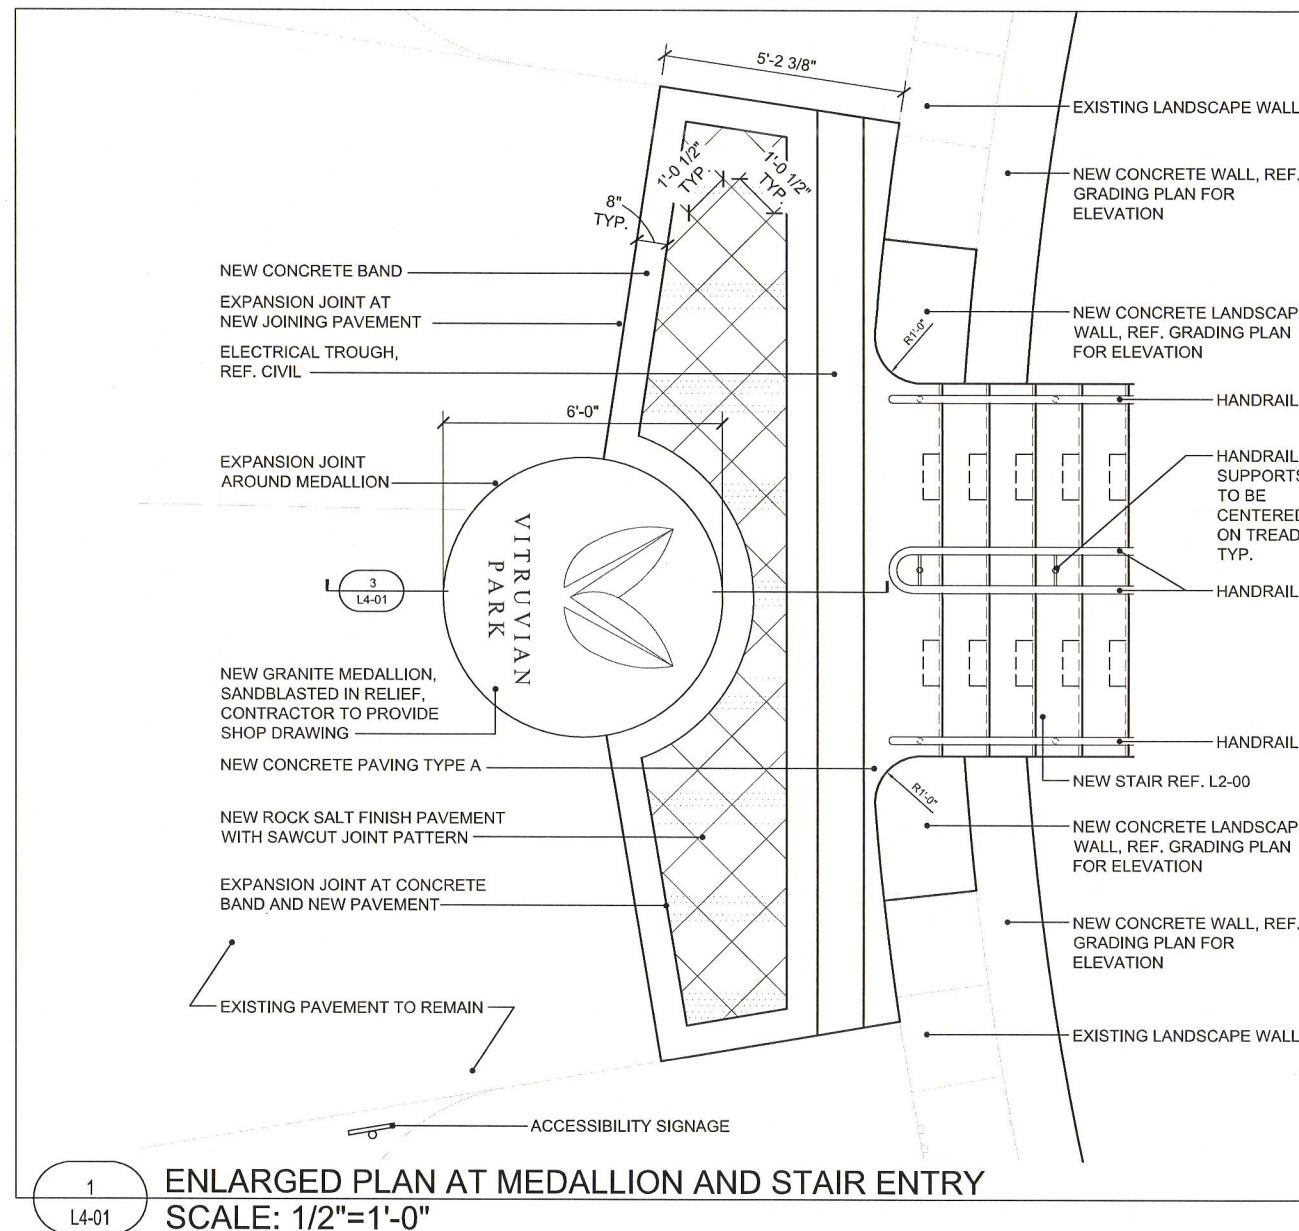 5'-2 3/8"
EXISTING LANDSCAPE WALL
1'-0 1/2"
TYP.
1'-0 1/2"
TYP.
NEW CONCRETE WALL, REF.
GRADING PLAN FOR
ELEVATION
8"
TYP.
NEW CONCRETE BAND
EXPANSION JOINT AT
NEW JOINING PAVEMENT
NEW CONCRETE LANDSCAP
WALL, REF. GRADING PLAN
FOR ELEVATION
R1'-0"
ELECTRICAL TROUGH,
REF. CIVIL
HANDRAIL
6'-0"
EXPANSION JOINT
AROUND MEDALLION
HANDRAIL
SUPPORTS
TO BE
CENTERED
ON TREAD
TYP.
VITRUVIAN
PARK
3
L4-01
HANDRAIL
NEW GRANITE MEDALLION,
SANDBLASTED IN RELIEF,
CONTRACTOR TO PROVIDE
SHOP DRAWING
HANDRAIL
NEW CONCRETE PAVING TYPE A
NEW STAIR REF. L2-00
R1'-0"
NEW ROCK SALT FINISH PAVEMENT
WITH SAWCUT JOINT PATTERN
NEW CONCRETE LANDSCAP
WALL, REF. GRADING PLAN
FOR ELEVATION
EXPANSION JOINT AT CONCRETE
BAND AND NEW PAVEMENT
NEW CONCRETE WALL, REF.
GRADING PLAN FOR
ELEVATION
EXISTING PAVEMENT TO REMAIN
EXISTING LANDSCAPE WALL
ACCESSIBILITY SIGNAGE
1
L4-01
ENLARGED PLAN AT MEDALLION AND STAIR ENTRY
SCALE: 1/2"=1'-0"